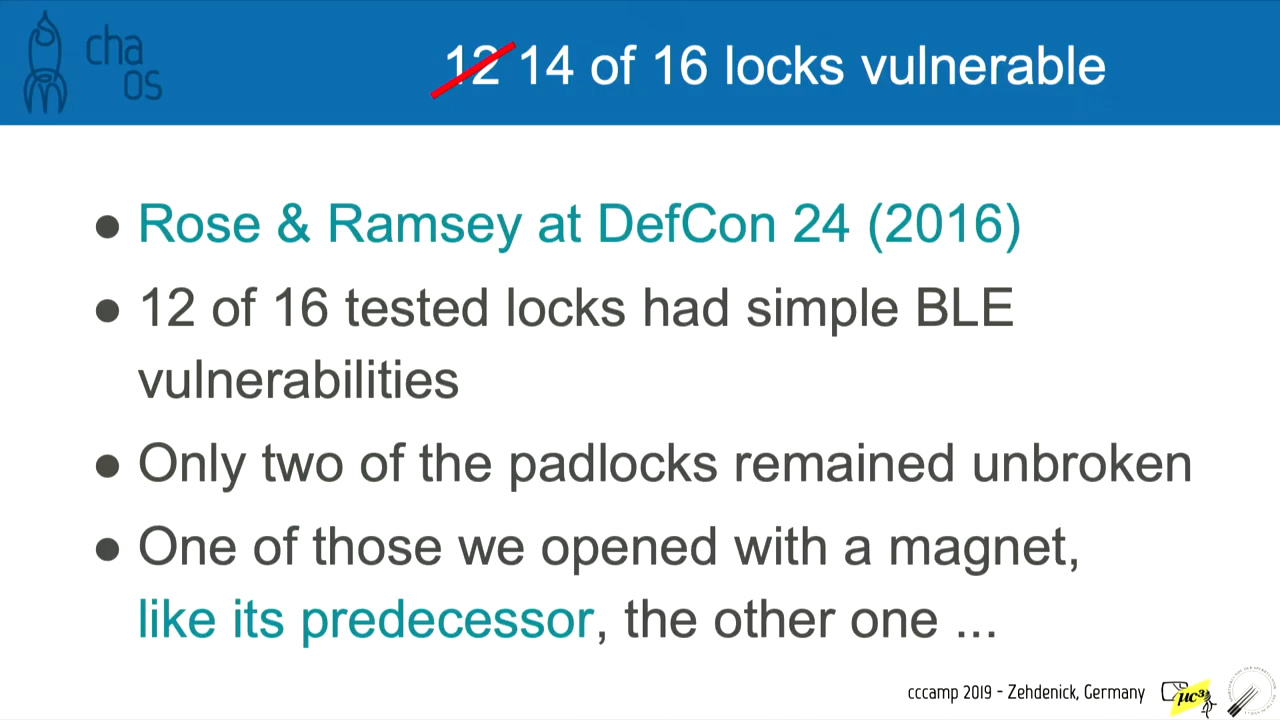 cha
os
12 14 of 16 locks vulnerable
● Rose & Ramsey at DefCon 24 (2016)
● 12 of 16 tested locks had simple BLE
vulnerabilities
● Only two of the padlocks remained unbroken
● One of those we opened with a magnet,
like its predecessor, the other one ...
cccamp 2019 - Zehdenick, Germany
µc³